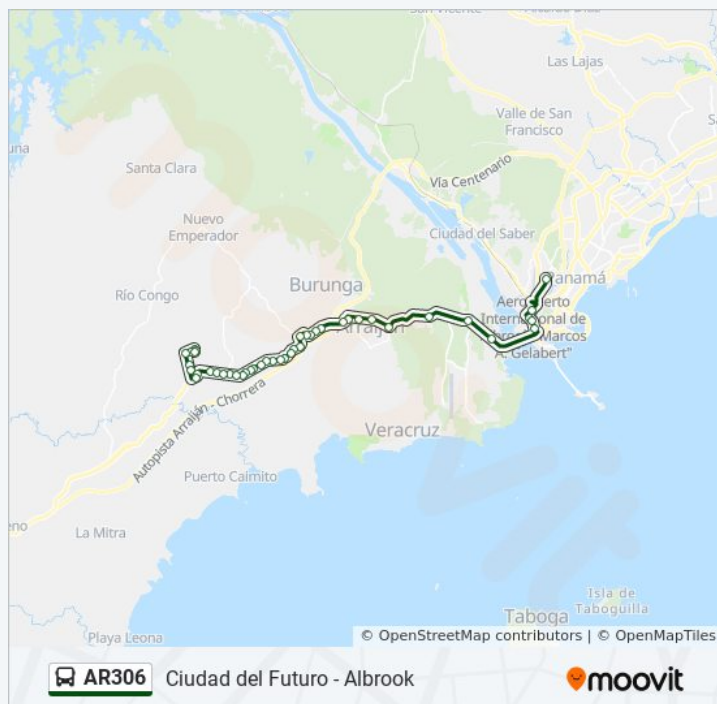 Las Lajas
Valle de San
Francisco
Santa Clara
Vía Centenario
Nuevo
Emperador
Ciudad del Saber
Burunga
Panamá
Río Congo
Arraiján
Aeropuerto
Internacional de
Marcos
A. Gelabert"
Autopista Arraiján - Chorrera
Veracruz
Puerto Caimito
La Mitra
Isla de
Taboguilla
Taboga
Playa Leona
© OpenStreetMap contributors | © OpenMapTiles
AR306 Ciudad del Futuro - Albrook
moovit